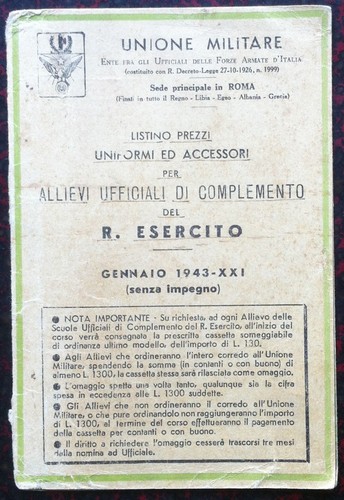 UNIONE MILITARE
ENTE FRA GLI UFFICIALI DELLE FORZE ARMATE D'ITALIA
(costituito con R. Decreto-Legge 27-10-1926, n. 1999)
Sede principale in ROMA
(Filiali in tutto il Regno - Libia - Egeo - Albania - Grecia)
LISTINO PREZZI
UNIFORMI ED ACCESSORI
PER
ALLIEVI UFFICIALI DI COMPLEMENTO
DEL
R. ESERCITO
GENNAIO 1943-XXI
(senza impegno)
● NOTA IMPORTANTE - Su richiesta, ad ogni Allievo delle
Scuole Ufficiali di Complemento del R. Esercito, all'inizio del
corso verrà consegnata la prescritta cassetta someggiabile
di ordinanza ultimo modello, dell'importo di L. 130.
● Agli Allievi che ordineranno l'intero corredo all'Unione
Militare, spendendo la somma (in contanti o con buono) di
almeno L. 1300, la cassetta stessa sarà rilasciata come omaggio.
● L'omaggio spetta una volta tanto, qualunque sia la cifra
spesa in eccedenza alle L. 1300 suddette.
● Gli Allievi che non ordineranno il corredo all'Unione
Militare, o che pure ordinandolo non raggiungeranno l'importo
di L. 1300, al termine del corso effettueranno il pagamento
della cassetta per contanti o con buono.
● Il diritto a richiedere l'omaggio cesserà trascorsi tre mesi
dalla nomina ad Ufficiale.